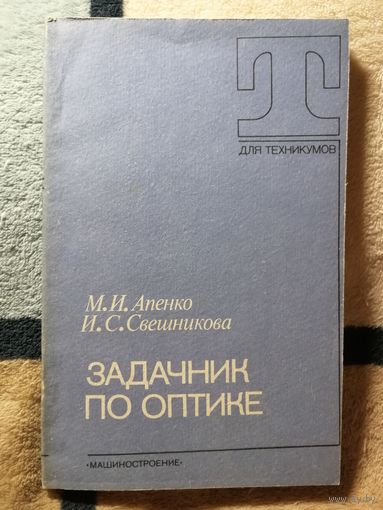 Т
ДЛЯ ТЕХНИКУМОВ
М.И.Апенко
И.С.Свешникова
ЗАДАЧНИК
ПО ОПТИКЕ
«МАШИНОСТРОЕНИЕ»